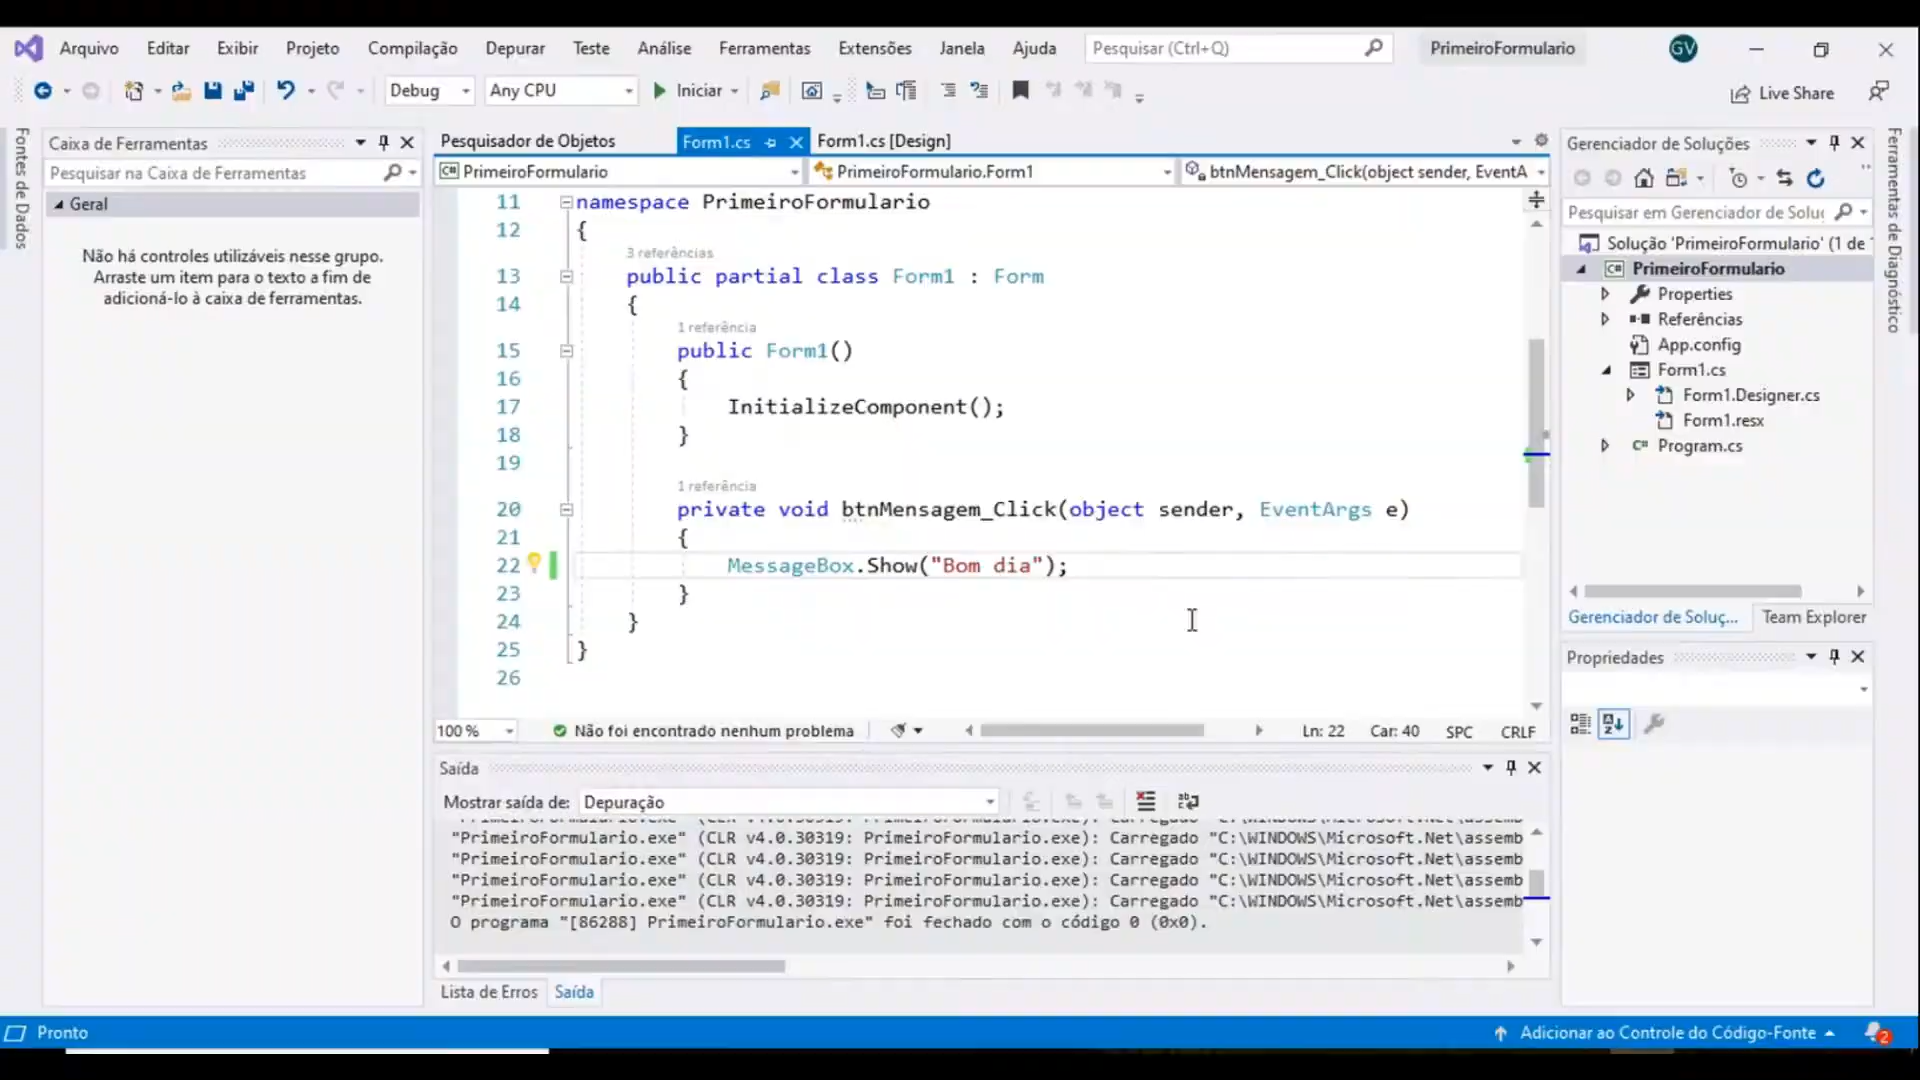 Arquivo Editar Exibir Projeto Compilação Depurar Teste Análise Ferramentas Extensões Janela Ajuda Pesquisar (Ctrl+Q) PrimeiroFormulario GV
Debug Any CPU Iniciar Live Share
Fontes de Dados
Caixa de Ferramentas
Pesquisar na Caixa de Ferramentas
Geral
Não há controles utilizáveis nesse grupo.
Arraste um item para o texto a fim de
adicioná-lo à caixa de ferramentas.
Pesquisador de Objetos Form1.cs Form1.cs [Design]
PrimeiroFormulario PrimeiroFormulario.Form1 btnMensagem_Click(object sender, EventA
11 namespace PrimeiroFormulario
12 {
3 referências
13 public partial class Form1 : Form
14 {
1 referência
15 public Form1()
16 {
17 InitializeComponent();
18 }
19
1 referência
20 private void btnMensagem_Click(object sender, EventArgs e)
21 {
22 MessageBox.Show("Bom dia");
23 }
24 }
25 }
26
100 % Não foi encontrado nenhum problema Ln: 22 Car: 40 SPC CRLF
Saída
Mostrar saída de: Depuração
"PrimeiroFormulario.exe" (CLR v4.0.30319: PrimeiroFormulario.exe): Carregado "C:\WINDOWS\Microsoft.Net\assemb
"PrimeiroFormulario.exe" (CLR v4.0.30319: PrimeiroFormulario.exe): Carregado "C:\WINDOWS\Microsoft.Net\assemb
"PrimeiroFormulario.exe" (CLR v4.0.30319: PrimeiroFormulario.exe): Carregado "C:\WINDOWS\Microsoft.Net\assemb
"PrimeiroFormulario.exe" (CLR v4.0.30319: PrimeiroFormulario.exe): Carregado "C:\WINDOWS\Microsoft.Net\assemb
O programa "[86288] PrimeiroFormulario.exe" foi fechado com o código 0 (0x0).
Lista de Erros Saída
Gerenciador de Soluções
Pesquisar em Gerenciador de Soluç
Solução 'PrimeiroFormulario' (1 de
PrimeiroFormulario
Properties
Referências
App.config
Form1.cs
Form1.Designer.cs
Form1.resx
Program.cs
Gerenciador de Soluç... Team Explorer
Propriedades
Ferramentas de Diagnóstico
Pronto Adicionar ao Controle do Código-Fonte 2